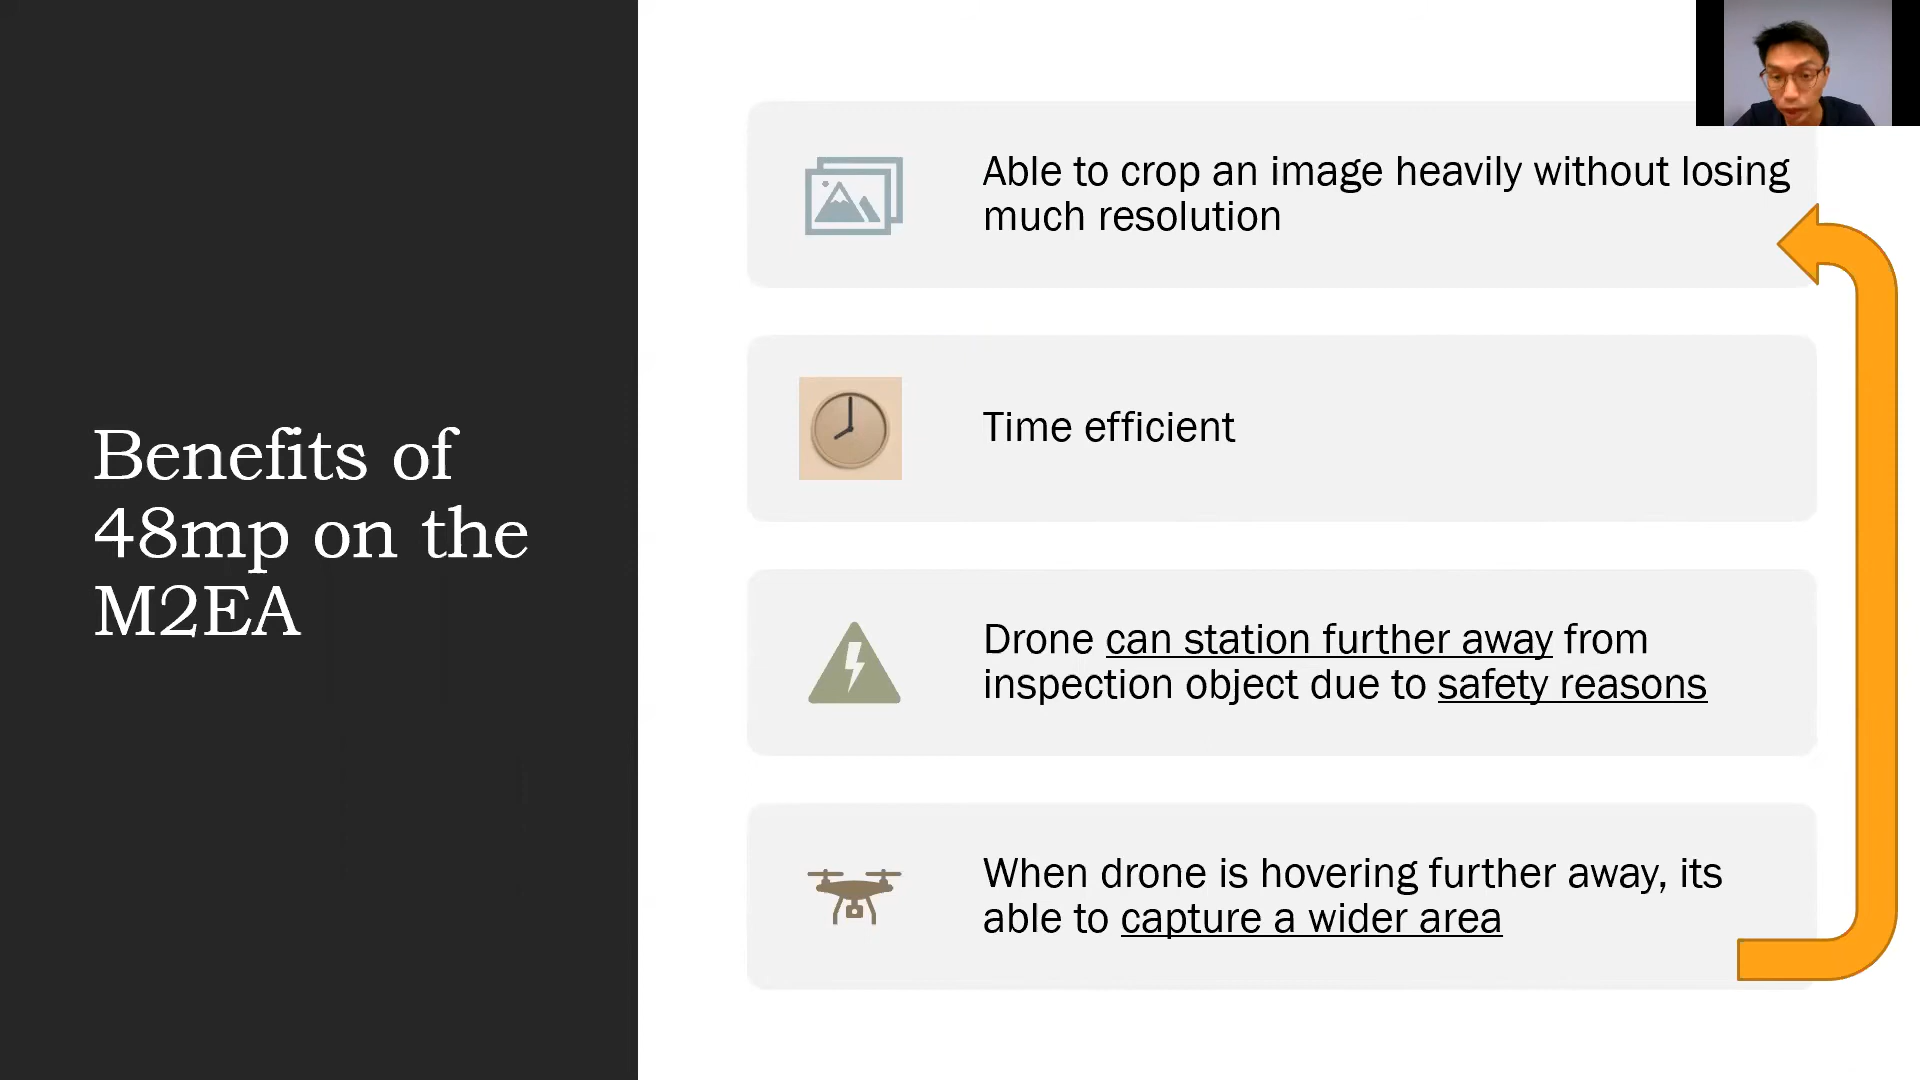 Benefits of
48mp on the
M2EA
Able to crop an image heavily without losing
much resolution
Time efficient
Drone can station further away from
inspection object due to safety reasons
When drone is hovering further away, its
able to capture a wider area